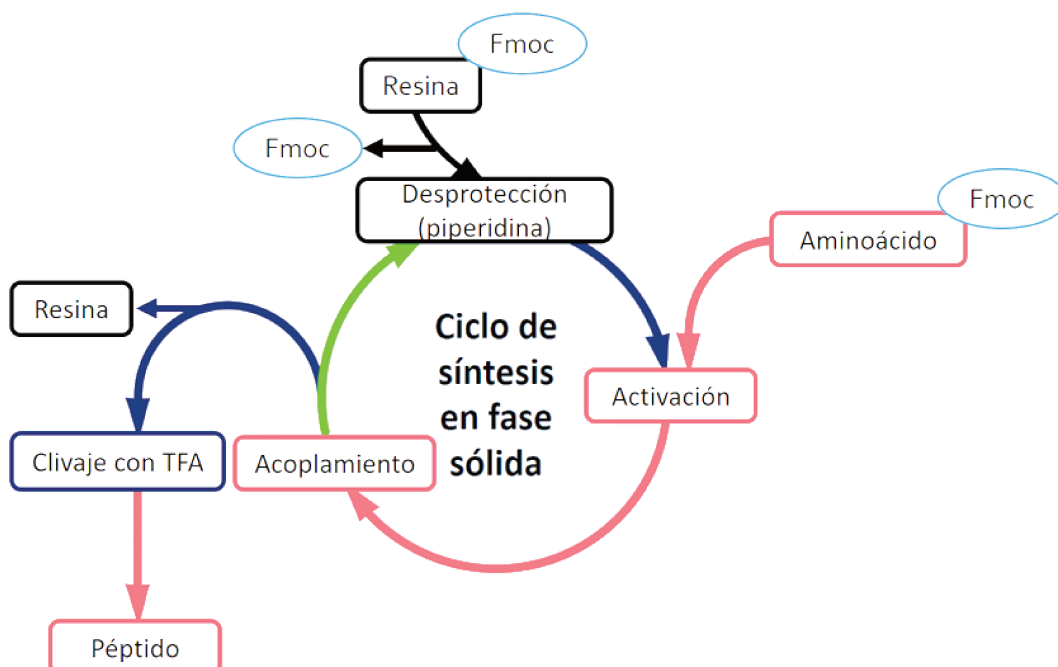 Fmoc
Resina
Fmoc
Desprotección
(piperidina)
Fmoc
Aminoácido
Resina
Ciclo de
síntesis
en fase
sólida
Activación
Clivaje con TFA
Acoplamiento
Péptido